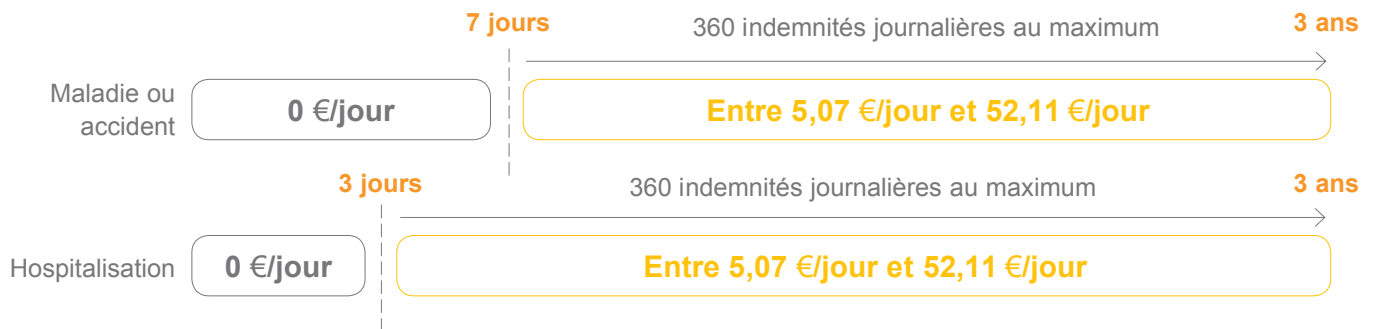 7 jours
360 indemnités journalières au maximum
3 ans
Maladie ou
accident
0 €/jour
Entre 5,07 €/jour et 52,11 €/jour
3 jours
360 indemnités journalières au maximum
3 ans
Hospitalisation
0 €/jour
Entre 5,07 €/jour et 52,11 €/jour